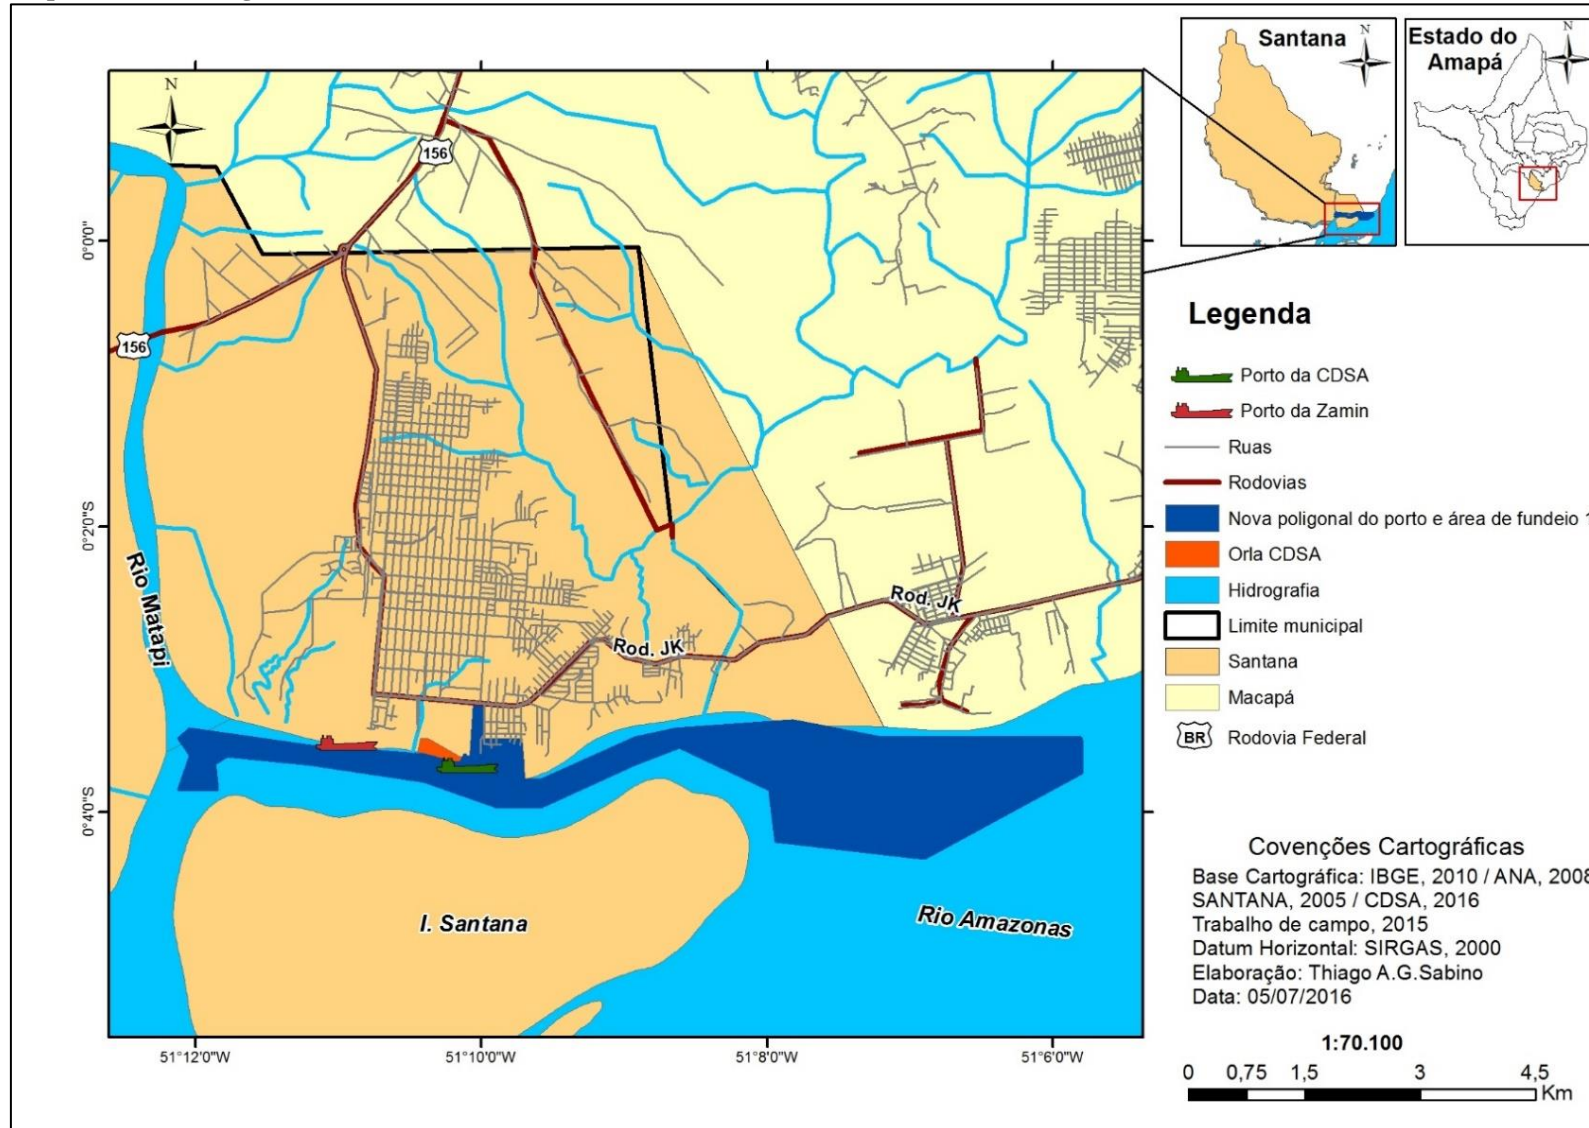 N
156
156
0°0'0"
0°2'0"S
0°4'0"S
51°12'0"W
51°10'0"W
51°8'0"W
51°6'0"W
Rio Matapi
Rod. JK
Rod. JK
I. Santana
Rio Amazonas
Santana
N
Estado do
Amapá
N
Legenda
Porto da CDSA
Porto da Zamin
Ruas
Rodovias
Nova poligonal do porto e área de fundeio 1
Orla CDSA
Hidrografia
Limite municipal
Santana
Macapá
BR Rodovia Federal
Covenções Cartográficas
Base Cartográfica: IBGE, 2010 / ANA, 2008
SANTANA, 2005 / CDSA, 2016
Trabalho de campo, 2015
Datum Horizontal: SIRGAS, 2000
Elaboração: Thiago A.G.Sabino
Data: 05/07/2016
1:70.100
0 0,75 1,5 3 4,5
Km